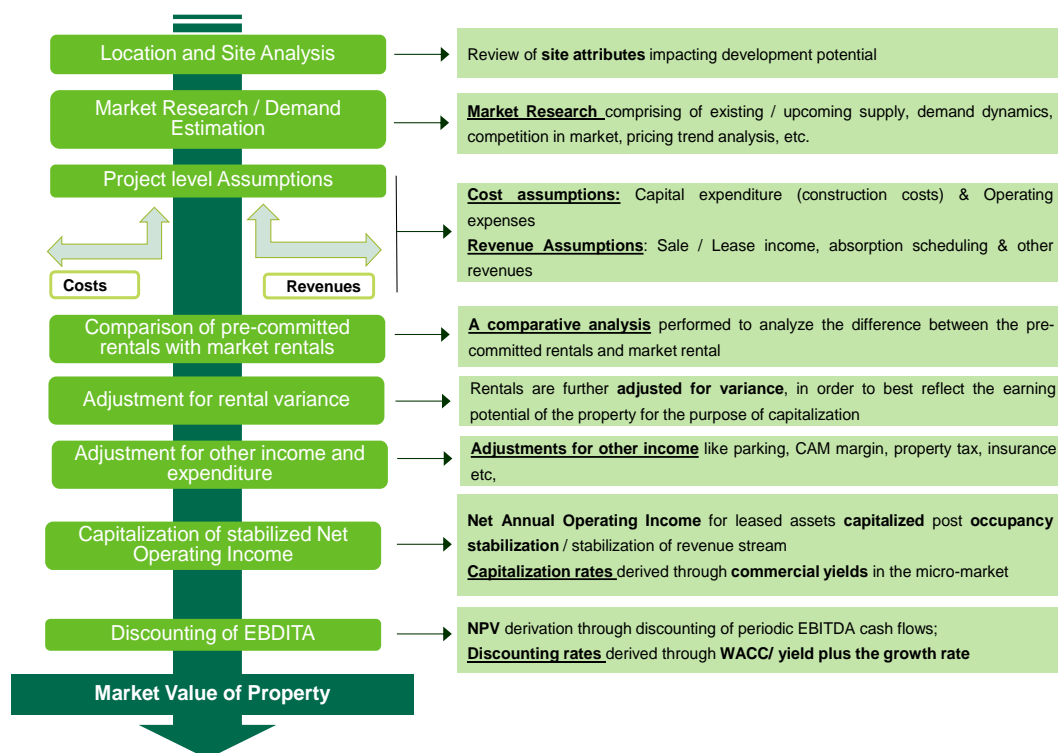 Location and Site Analysis
Review of site attributes impacting development potential
Market Research / Demand
Estimation
Market Research comprising of existing / upcoming supply, demand dynamics,
competition in market, pricing trend analysis, etc.
Project level Assumptions
Cost assumptions: Capital expenditure (construction costs) & Operating
expenses
Revenue Assumptions: Sale / Lease income, absorption scheduling & other
revenues
Costs
Revenues
Comparison of pre-committed
rentals with market rentals
A comparative analysis performed to analyze the difference between the pre-
committed rentals and market rental
Adjustment for rental variance
Rentals are further adjusted for variance, in order to best reflect the earning
potential of the property for the purpose of capitalization
Adjustment for other income and
expenditure
Adjustments for other income like parking, CAM margin, property tax, insurance
etc,
Capitalization of stabilized Net
Operating Income
Net Annual Operating Income for leased assets capitalized post occupancy
stabilization / stabilization of revenue stream
Capitalization rates derived through commercial yields in the micro-market
Discounting of EBDITA
NPV derivation through discounting of periodic EBITDA cash flows;
Discounting rates derived through WACC/ yield plus the growth rate
Market Value of Property